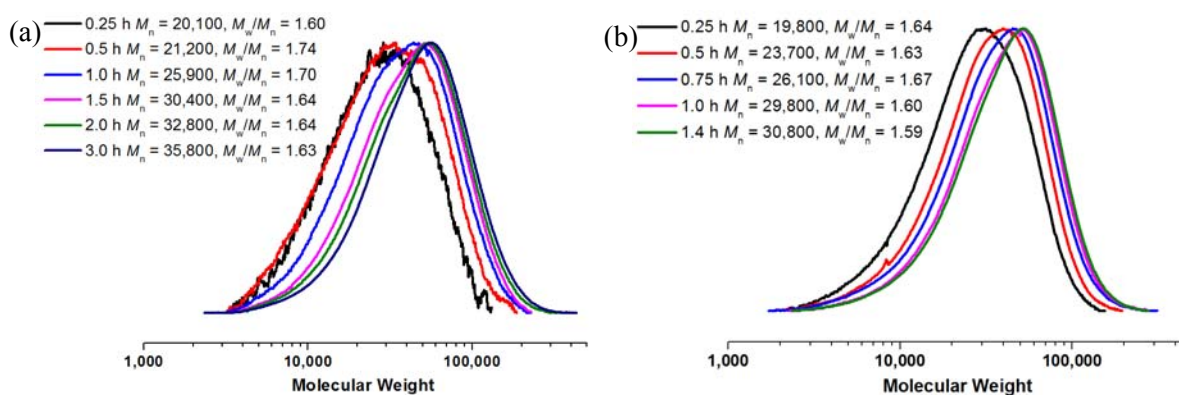 (a)
0.25 h Mn = 20,100, Mw/Mn = 1.60
0.5 h Mn = 21,200, Mw/Mn = 1.74
1.0 h Mn = 25,900, Mw/Mn = 1.70
1.5 h Mn = 30,400, Mw/Mn = 1.64
2.0 h Mn = 32,800, Mw/Mn = 1.64
3.0 h Mn = 35,800, Mw/Mn = 1.63
1,000 10,000 100,000
Molecular Weight
(b)
0.25 h Mn = 19,800, Mw/Mn = 1.64
0.5 h Mn = 23,700, Mw/Mn = 1.63
0.75 h Mn = 26,100, Mw/Mn = 1.67
1.0 h Mn = 29,800, Mw/Mn = 1.60
1.4 h Mn = 30,800, Mw/Mn = 1.59
1,000 10,000 100,000
Molecular Weight